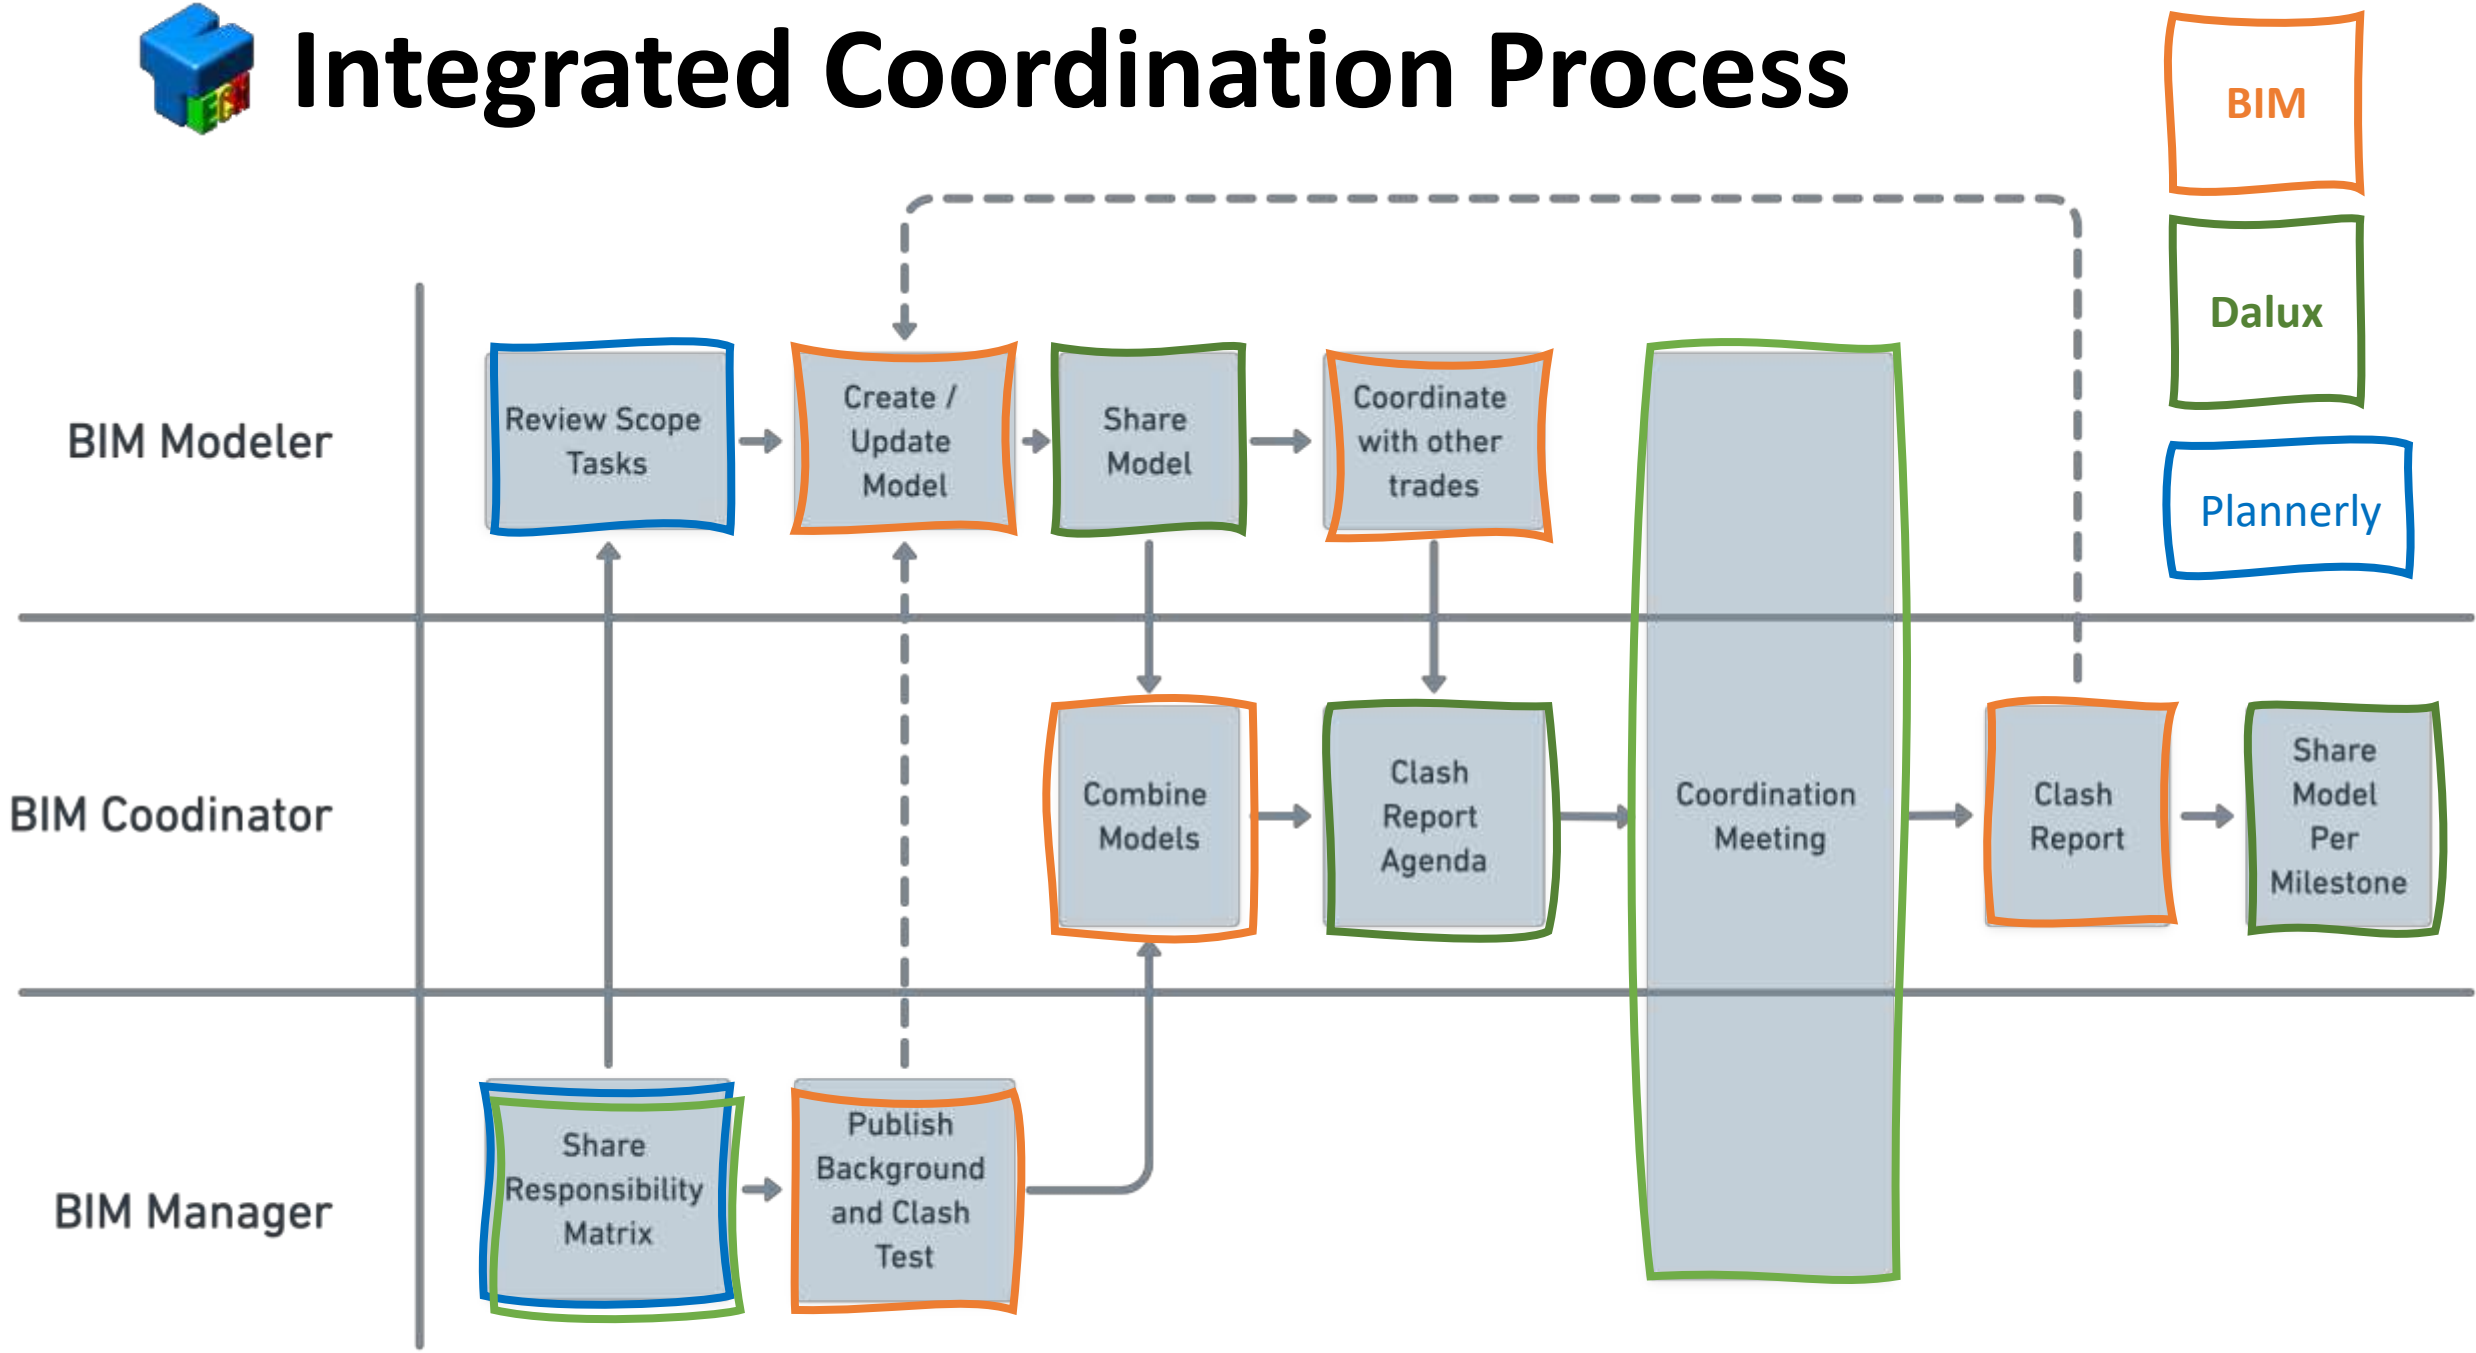 Integrated Coordination Process
ECH
BIM
Dalux
Plannerly
BIM Modeler
Review Scope
Tasks
Create /
Update
Model
Share
Model
Coordinate
with other
trades
BIM Coodinator
Combine
Models
Clash
Report
Agenda
Coordination
Meeting
Clash
Report
Share
Model
Per
Milestone
BIM Manager
Share
Responsibility
Matrix
Publish
Background
and Clash
Test